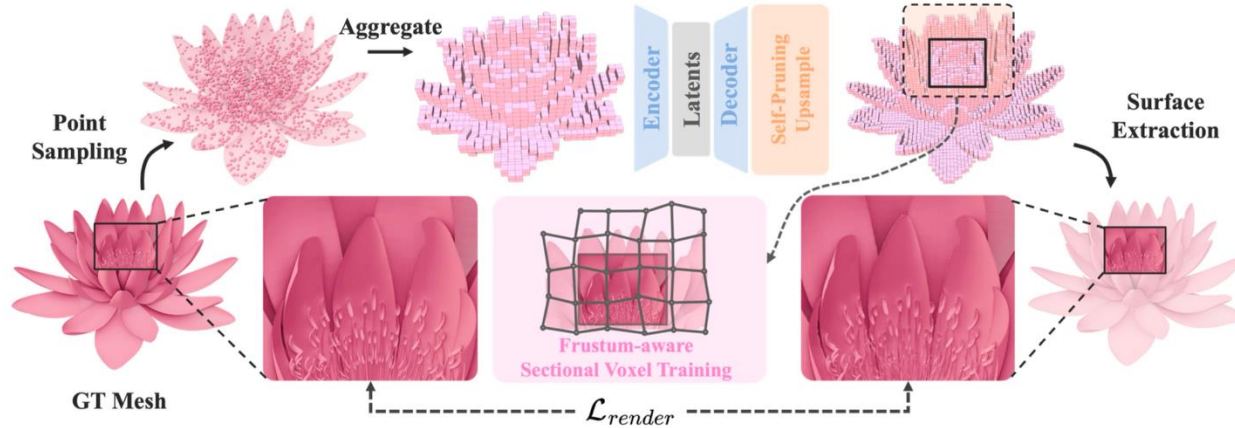 Aggregate
Point
Sampling
Encoder
Latents
Decoder
Self-Pruning
Upsample
Surface
Extraction
Frustum-aware
Sectional Voxel Training
GT Mesh
ℒrender